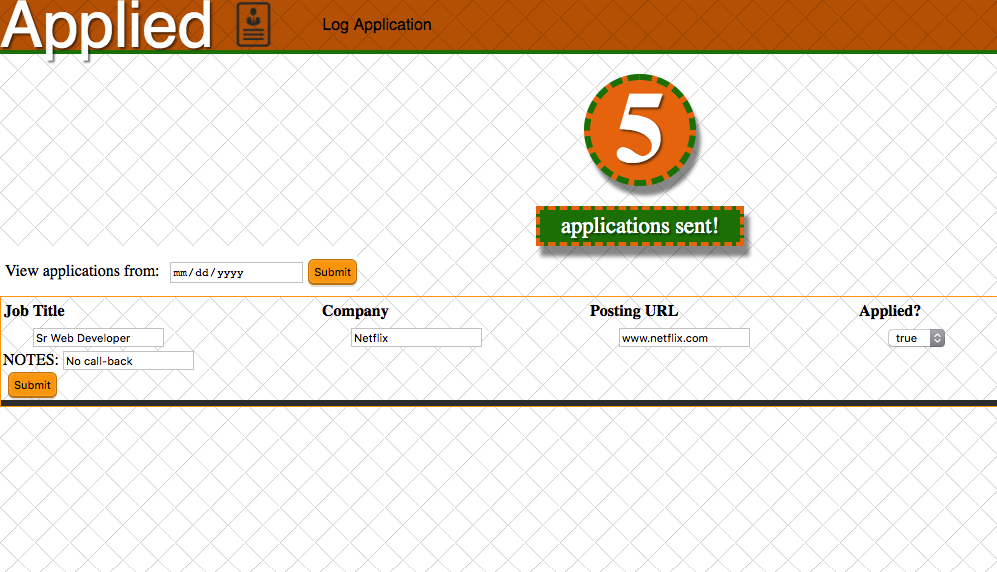 Applied
Log Application
5
applications sent!
View applications from: mm/dd/yyyy Submit
Job Title Company Posting URL Applied?
Sr Web Developer Netflix www.netflix.com true
NOTES: No call-back
Submit